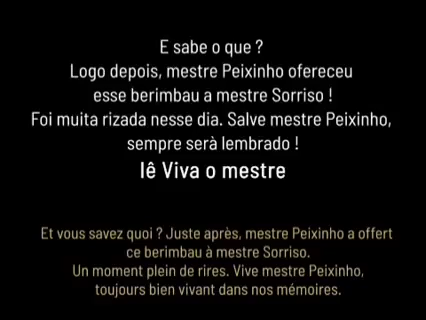 E sabe o que ?
Logo depois, mestre Peixinho ofereceu
esse berimbau a mestre Sorriso !
Foi muita rizada nesse dia. Salve mestre Peixinho,
sempre serà lembrado !
Iê Viva o mestre
Et vous savez quoi ? Juste après, mestre Peixinho a offert
ce berimbau à mestre Sorriso.
Un moment plein de rires. Vive mestre Peixinho,
toujours bien vivant dans nos mémoires.